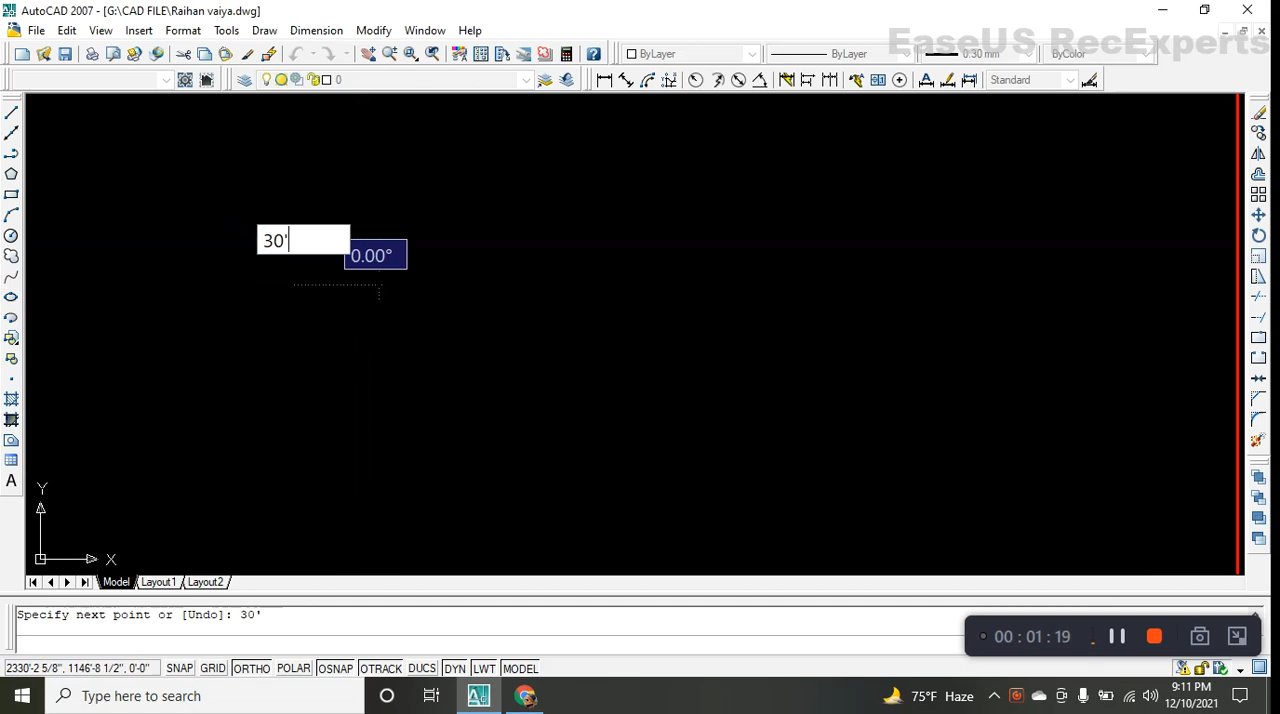 AutoCAD 2007 - [G:\CAD FILE\Raihan vaiya.dwg]
File Edit View Insert Format Tools Draw Dimension Modify Window Help
EaseUS RecExperts
ByLayer ByLayer 0.30 mm ByColor
0 Standard
30'
0.00°
Y
X
A
Model Layout1 Layout2
Specify next point or [Undo]: 30'
00:01:19
2330'-2 5/8", 1146'-8 1/2", 0'-0" SNAP GRID ORTHO POLAR OSNAP OTRACK DUCS DYN LWT MODEL
Type here to search
75°F Haze
9:11 PM
12/10/2021